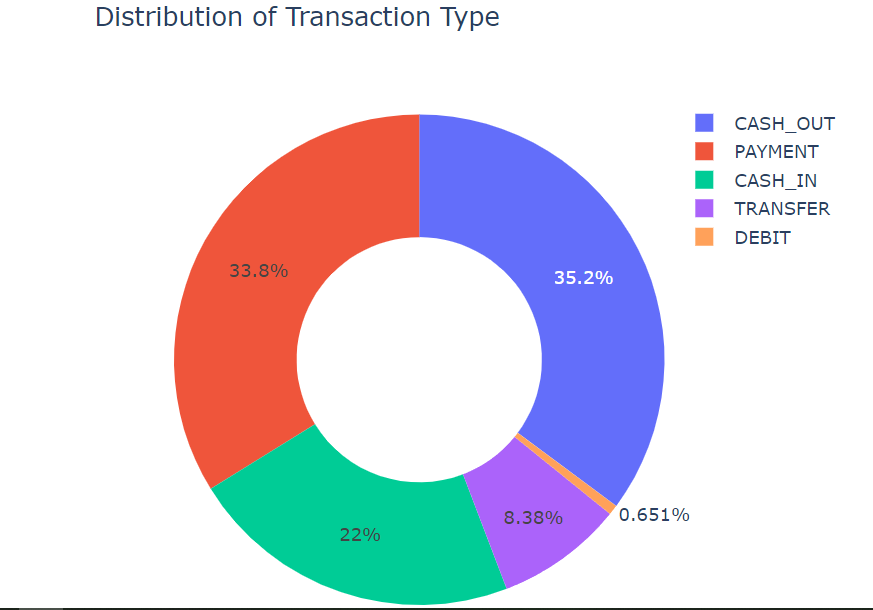 Distribution of Transaction Type
CASH_OUT
PAYMENT
CASH_IN
TRANSFER
DEBIT
33.8%
35.2%
8.38%
0.651%
22%